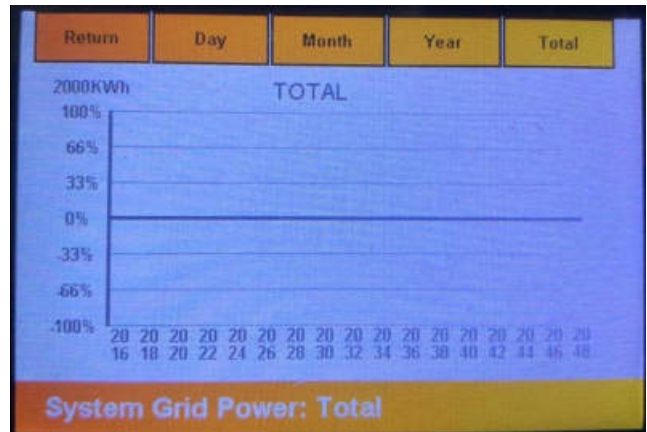 Return Day Month Year Total
2000KWh TOTAL
100%
66%
33%
0%
-33%
-66%
-100%
20 20 20 20 20 20 20 20 20 20 20 20 20 20 20 20 20
16 18 20 22 24 26 28 30 32 34 36 38 40 42 44 46 48
System Grid Power: Total